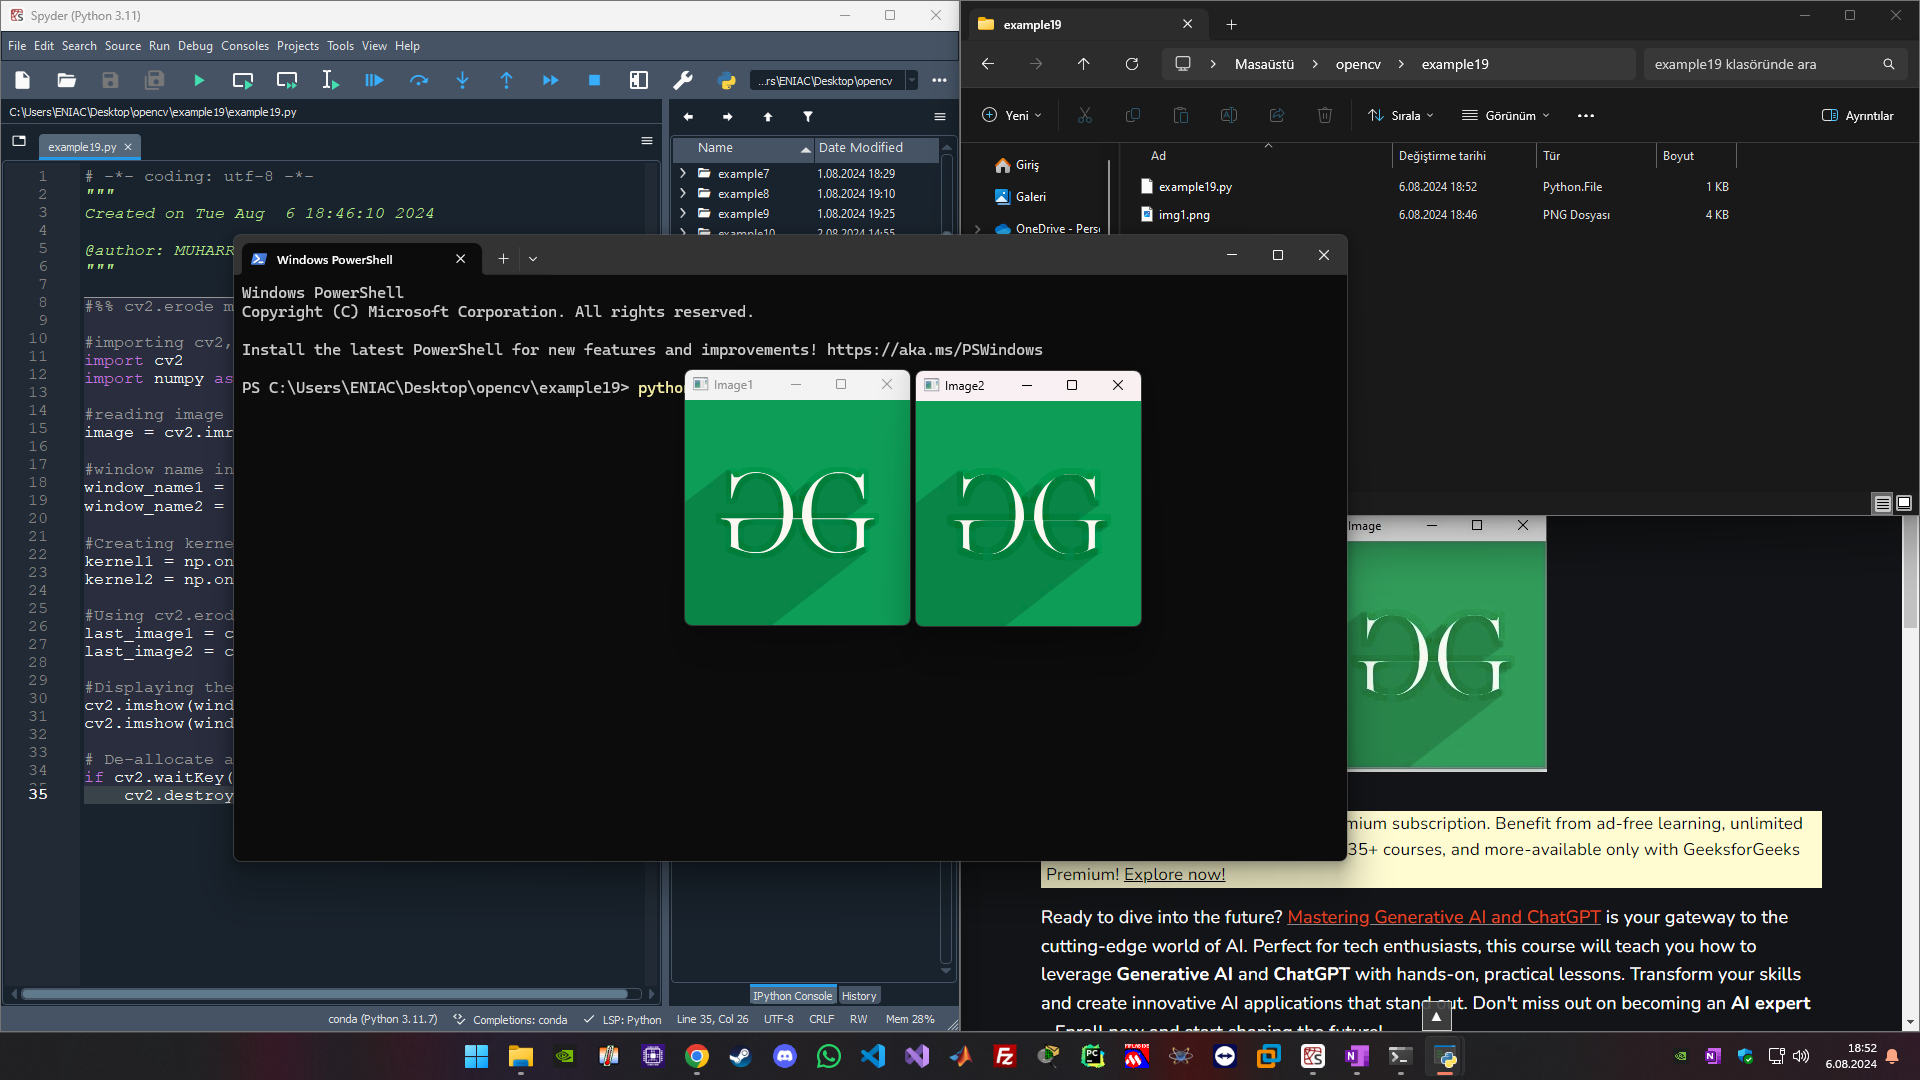 Spyder (Python 3.11)
File Edit Search Source Run Debug Consoles Projects Tools View Help
...rs\ENIAC\Desktop\opencv
C:\Users\ENIAC\Desktop\opencv\example19\example19.py
example19.py
1 # -*- coding: utf-8 -*-
2 """
3 Created on Tue Aug  6 18:46:10 2024
4
5 @author: MUHARR
6 """
7
8 #%% cv2.erode m
9
10 #importing cv2,
11 import cv2
12 import numpy as
13
14 #reading image
15 image = cv2.imr
16
17 #window name in
18 window_name1 =
19 window_name2 =
20
21 #Creating kerne
22 kernel1 = np.on
23 kernel2 = np.on
24
25 #Using cv2.erod
26 last_image1 = c
27 last_image2 = c
28
29 #Displaying the
30 cv2.imshow(wind
31 cv2.imshow(wind
32
33 # De-allocate a
34 if cv2.waitKey(
35 cv2.destroy
Name Date Modified
example7 1.08.2024 18:29
example8 1.08.2024 19:10
example9 1.08.2024 19:25
example10 2.08.2024 14:55
IPython Console History
conda (Python 3.11.7) Completions: conda LSP: Python Line 35, Col 26 UTF-8 CRLF RW Mem 28%
example19
Masaüstü opencv example19
example19 klasöründe ara
Yeni Sırala Görünüm Ayrıntılar
Giriş
Galeri
OneDrive - Pers
Ad Değiştirme tarihi Tür Boyut
example19.py 6.08.2024 18:52 Python.File 1 KB
img1.png 6.08.2024 18:46 PNG Dosyası 4 KB
Windows PowerShell
Windows PowerShell
Copyright (C) Microsoft Corporation. All rights reserved.
Install the latest PowerShell for new features and improvements! https://aka.ms/PSWindows
PS C:\Users\ENIAC\Desktop\opencv\example19> python
Image1
Image2
Image
mium subscription. Benefit from ad-free learning, unlimited
35+ courses, and more-available only with GeeksforGeeks
Premium! Explore now!
Ready to dive into the future? Mastering Generative AI and ChatGPT is your gateway to the
cutting-edge world of AI. Perfect for tech enthusiasts, this course will teach you how to
leverage Generative AI and ChatGPT with hands-on, practical lessons. Transform your skills
and create innovative AI applications that stand out. Don't miss out on becoming an AI expert
- Enroll now and start shaping the future!
18:52
6.08.2024